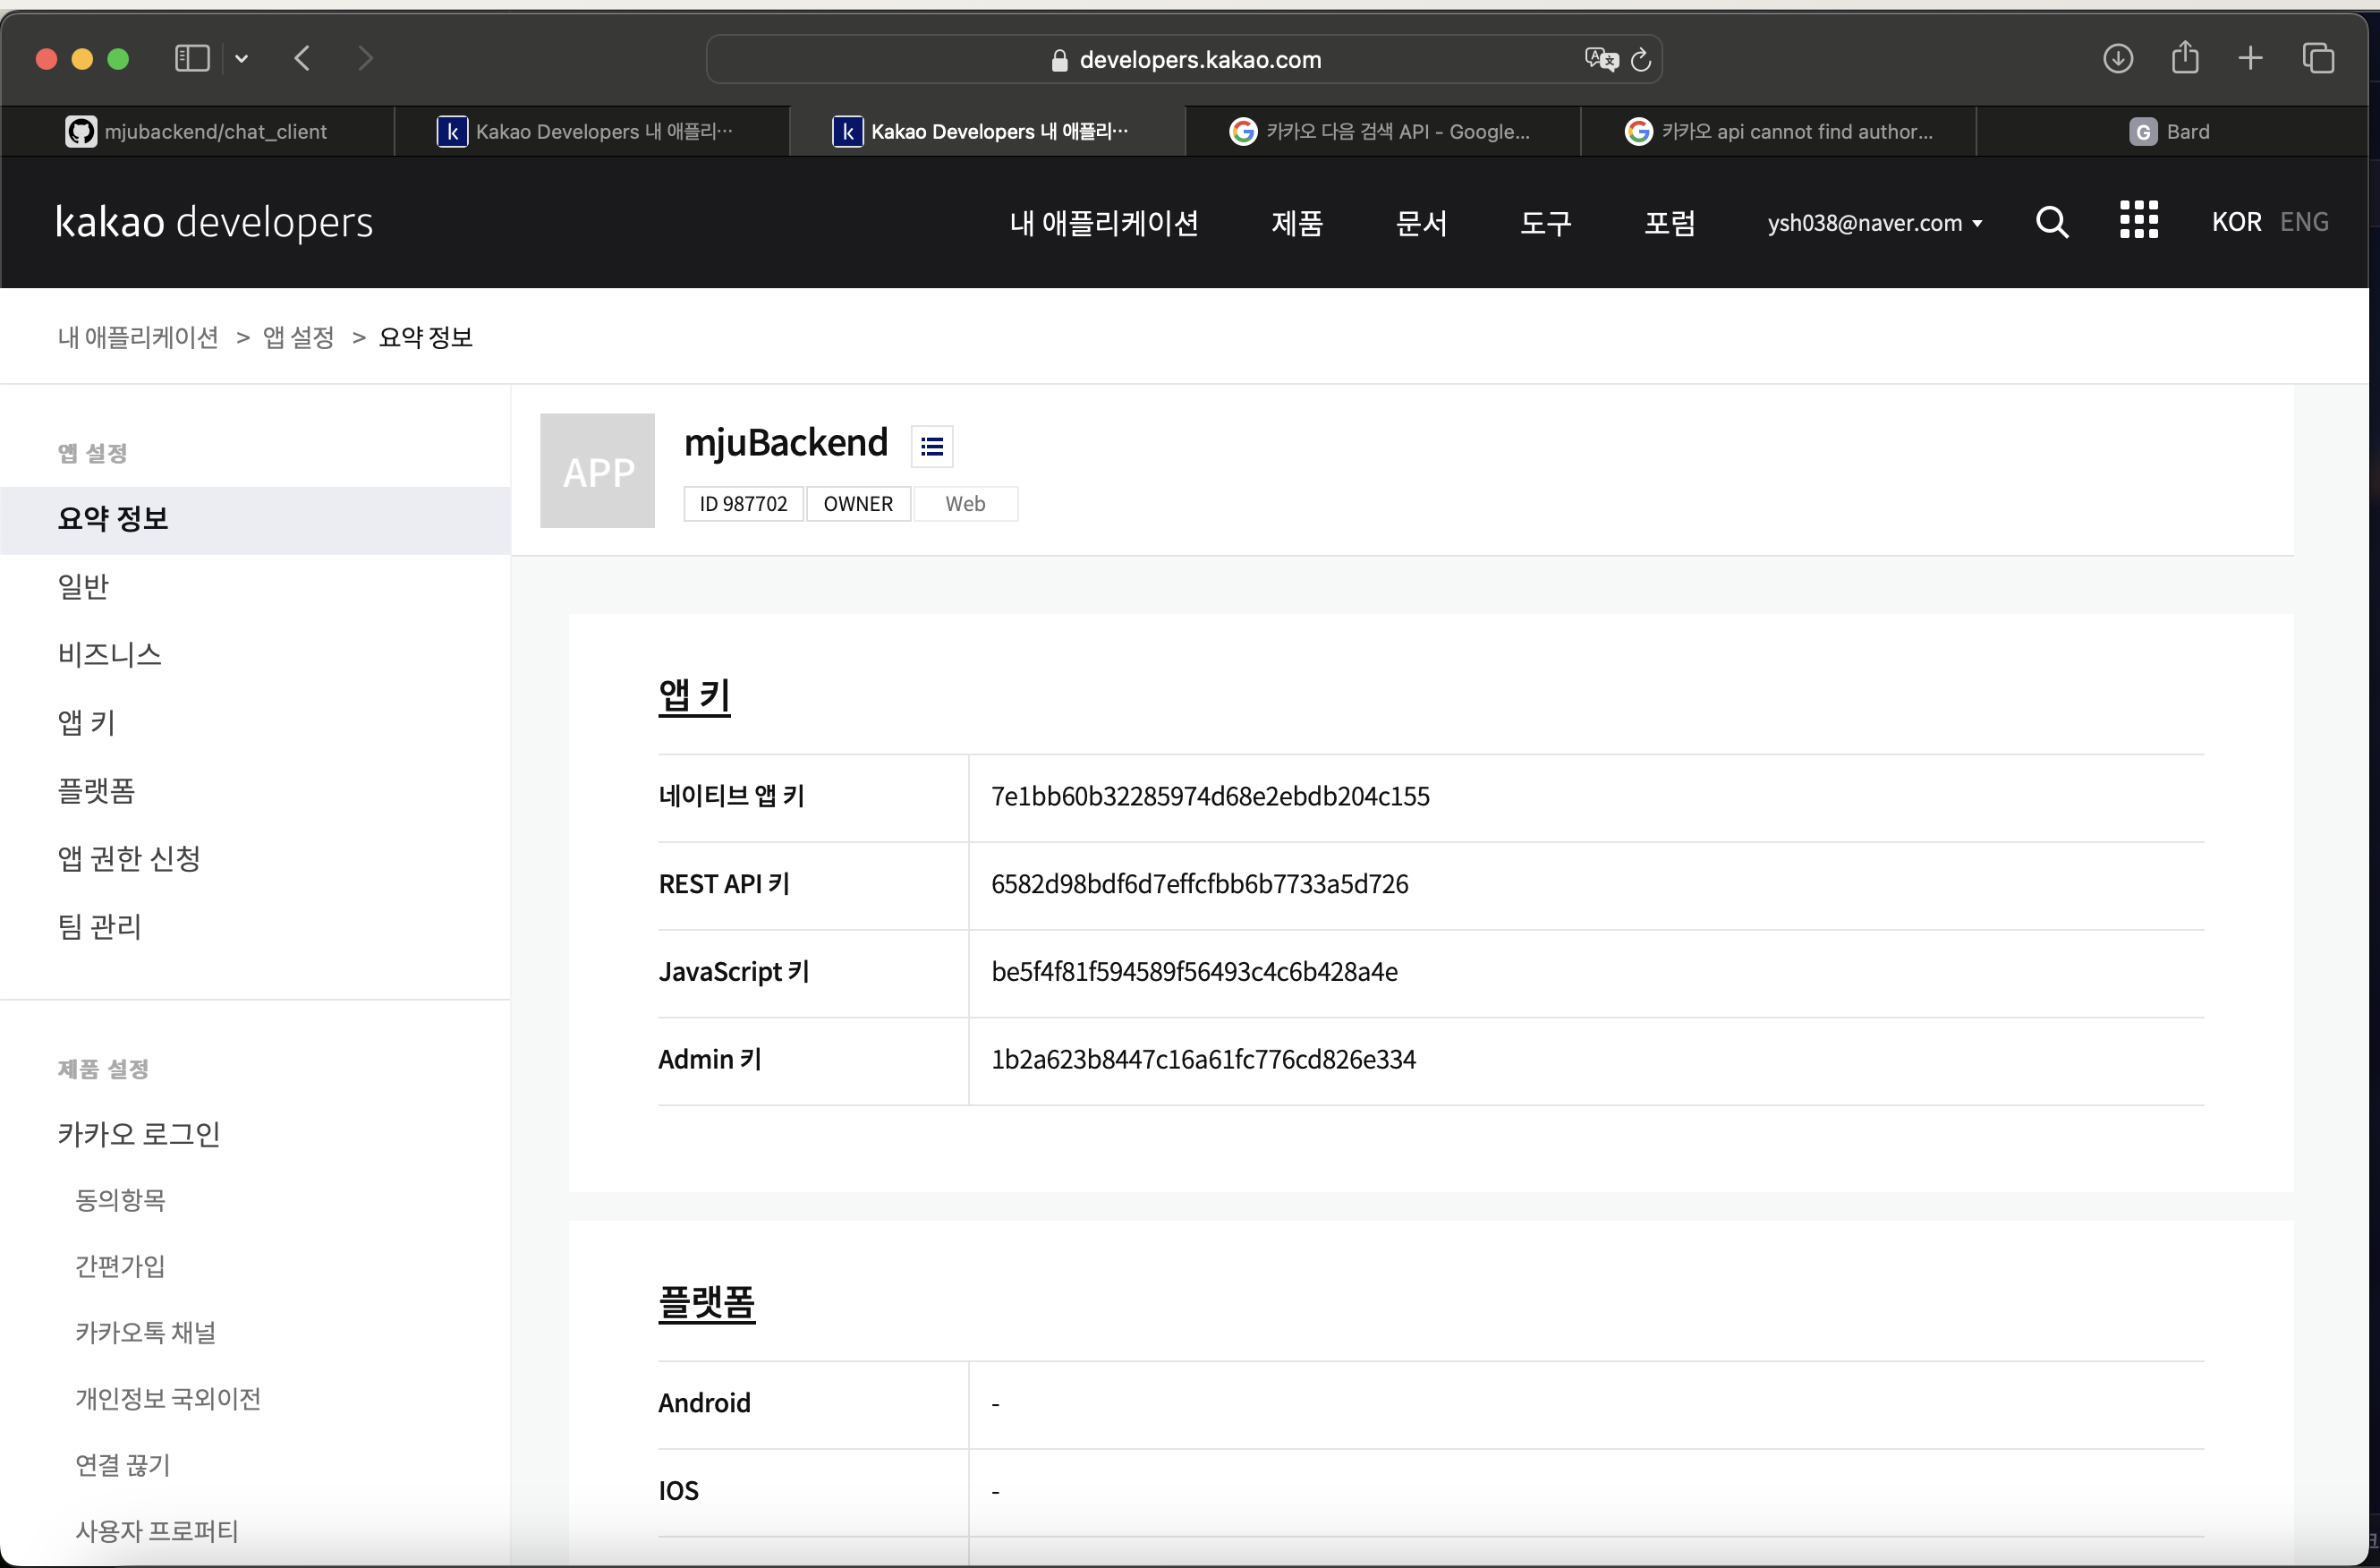 developers.kakao.com
mjubackend/chat_client
Kakao Developers 내 애플리…
Kakao Developers 내 애플리…
카카오 다음 검색 API - Google...
카카오 api cannot find author...
G Bard
kakao developers
내 애플리케이션 제품 문서 도구 포럼 ysh038@naver.com KOR ENG
내 애플리케이션 > 앱 설정 > 요약 정보
앱 설정
요약 정보
일반
비즈니스
앱 키
플랫폼
앱 권한 신청
팀 관리
제품 설정
카카오 로그인
동의항목
간편가입
카카오톡 채널
개인정보 국외이전
연결 끊기
사용자 프로퍼티
APP
mjuBackend
ID 987702 OWNER Web
앱 키
네이티브 앱 키 7e1bb60b32285974d68e2ebdb204c155
REST API 키 6582d98bdf6d7effcfbb6b7733a5d726
JavaScript 키 be5f4f81f594589f56493c4c6b428a4e
Admin 키 1b2a623b8447c16a61fc776cd826e334
플랫폼
Android -
IOS -